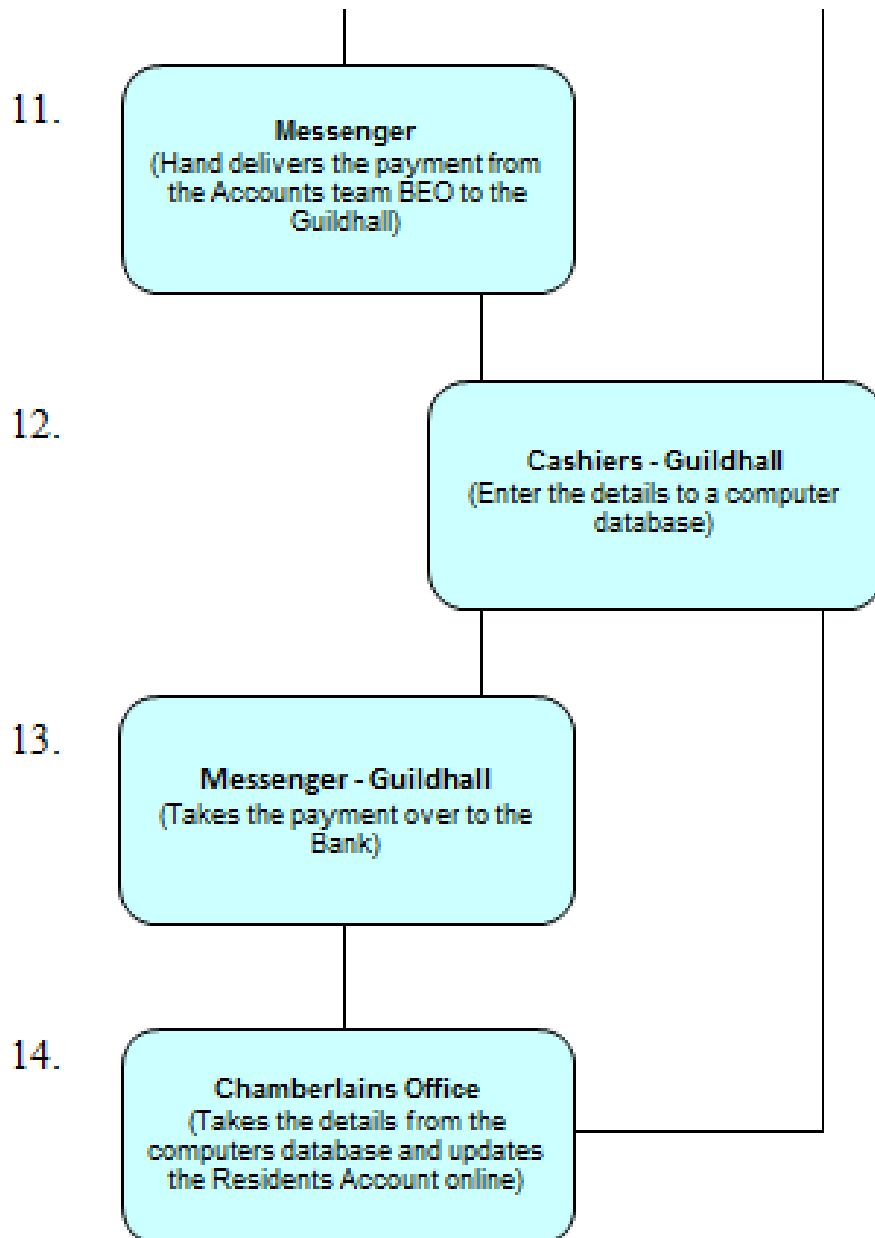 11.
Messenger
(Hand delivers the payment from
the Accounts team BEO to the
Guildhall)
12.
Cashiers - Guildhall
(Enter the details to a computer
database)
13.
Messenger - Guildhall
(Takes the payment over to the
Bank)
14.
Chamberlains Office
(Takes the details from the
computers database and updates
the Residents Account online)